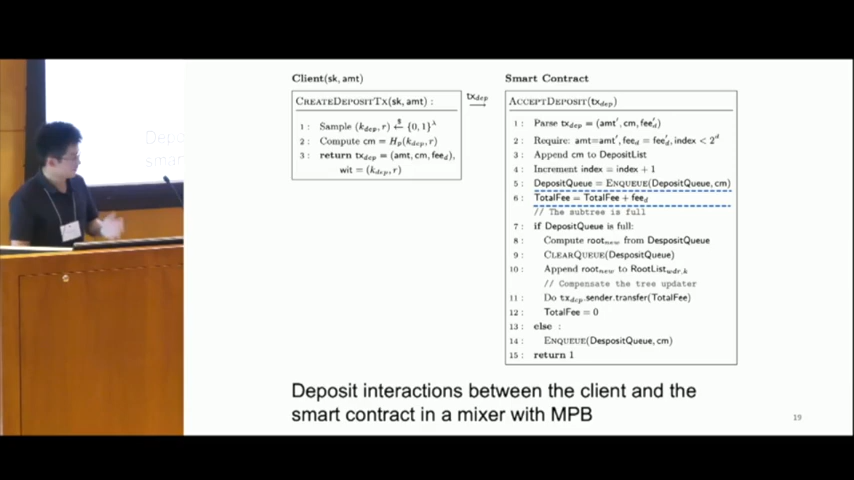 Client(sk, amt)
CREATEDEPOSITTX(sk, amt) :
1 : Sample (k_dep, r) ←$ {0, 1}^λ
2 : Compute cm = H_p(k_dep, r)
3 : return tx_dep = (amt, cm, fee_d),
wit = (k_dep, r)
tx_dep
→
Smart Contract
ACCEPTDEPOSIT(tx_dep)
1 : Parse tx_dep = (amt′, cm, fee′_d)
2 : Require: amt=amt′, fee_d = fee′_d, index < 2^d
3 : Append cm to DepositList
4 : Increment index = index + 1
5 : DepositQueue = ENQUEUE(DepositQueue, cm)
6 : TotalFee = TotalFee + fee_d
// The subtree is full
7 : if DepositQueue in full:
8 : Compute root_new from DespositQueue
9 : CLEARQUEUE(DespositQueue)
10 : Append root_new to RootList_wdr,k
// Compensate the tree updater
11 : Do tx_dep.sender.transfer(TotalFee)
12 : TotalFee = 0
13 : else :
14 : ENQUEUE(DespositQueue, cm)
15 : return 1
Deposit interactions between the client and the
smart contract in a mixer with MPB
19